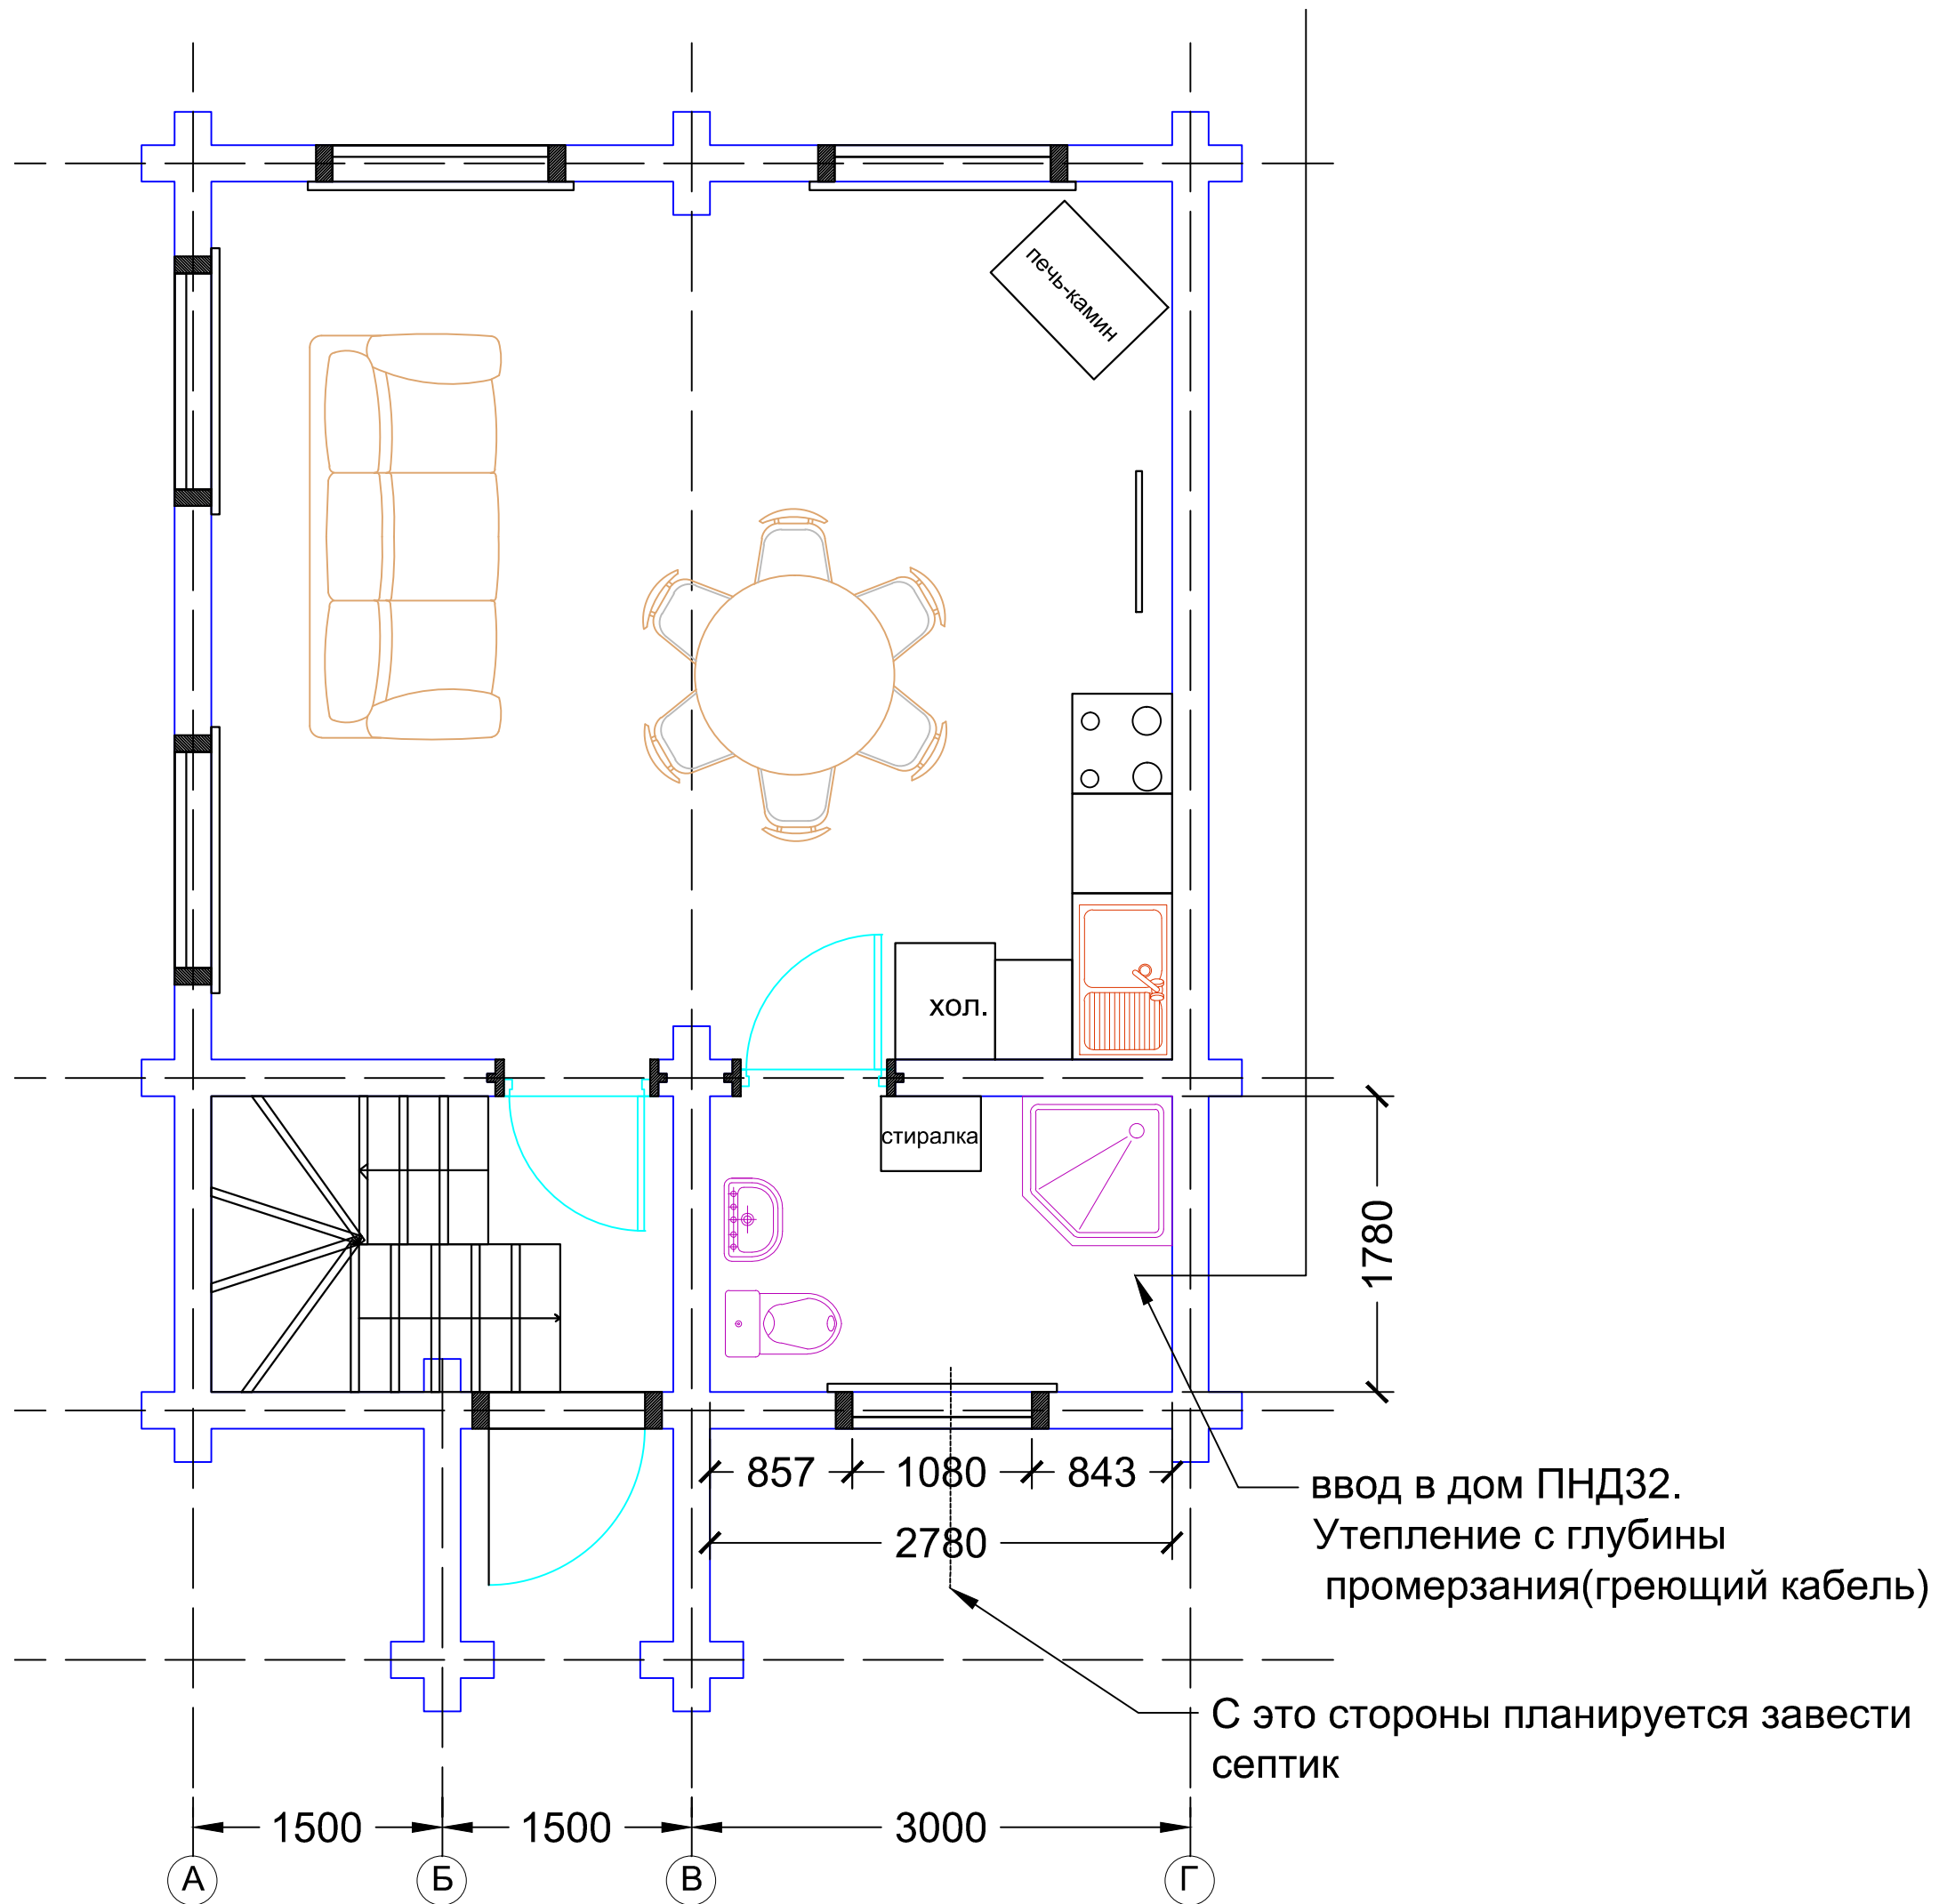 печь-камин
хол.
стиралка
1780
857
1080
843
2780
ввод в дом ПНД32.
Утепление с глубины
промерзания(греющий кабель)
С это стороны планируется завести
септик
1500
1500
3000
А
Б
В
Г